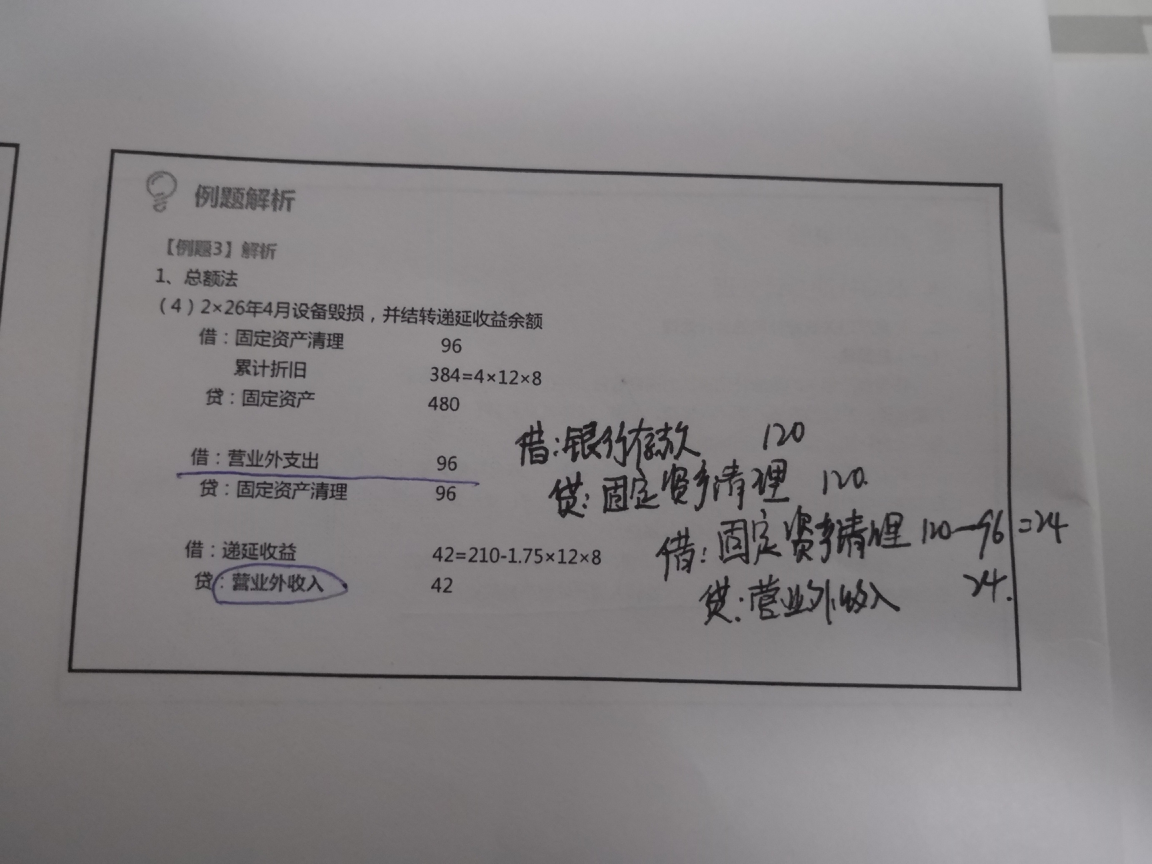 例题解析
【例题3】解析
1、总额法
（4）2×26年4月设备毁损，并结转递延收益余额
借：固定资产清理 96
累计折旧 384=4×12×8
贷：固定资产 480
借：营业外支出 96
贷：固定资产清理 96
借：递延收益 42=210-1.75×12×8
贷：营业外收入 42
借：银行存款 120
贷：固定资产清理 120
借：固定资产清理 120-96=24
贷：营业外收入 24.